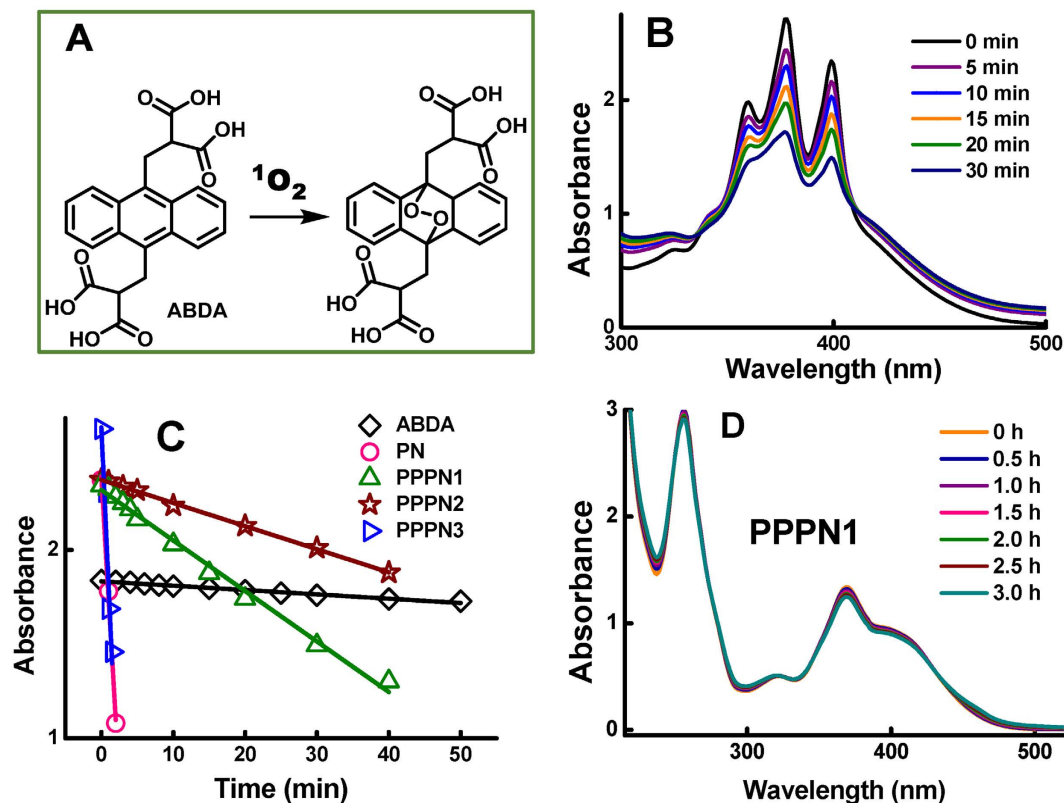 A
O
OH
OH
O
O
HO
HO
O
ABDA
¹O₂
O
OH
OH
O
O
O
O
HO
HO
O
B
0 min
5 min
10 min
15 min
20 min
30 min
Absorbance
2
1
0
300
400
500
Wavelength (nm)
C
ABDA
PN
PPPN1
PPPN2
PPPN3
Absorbance
2
1
0
10
20
30
40
50
Time (min)
D
0 h
0.5 h
1.0 h
1.5 h
2.0 h
2.5 h
3.0 h
PPPN1
Absorbance
3
2
1
0
300
400
500
Wavelength (nm)